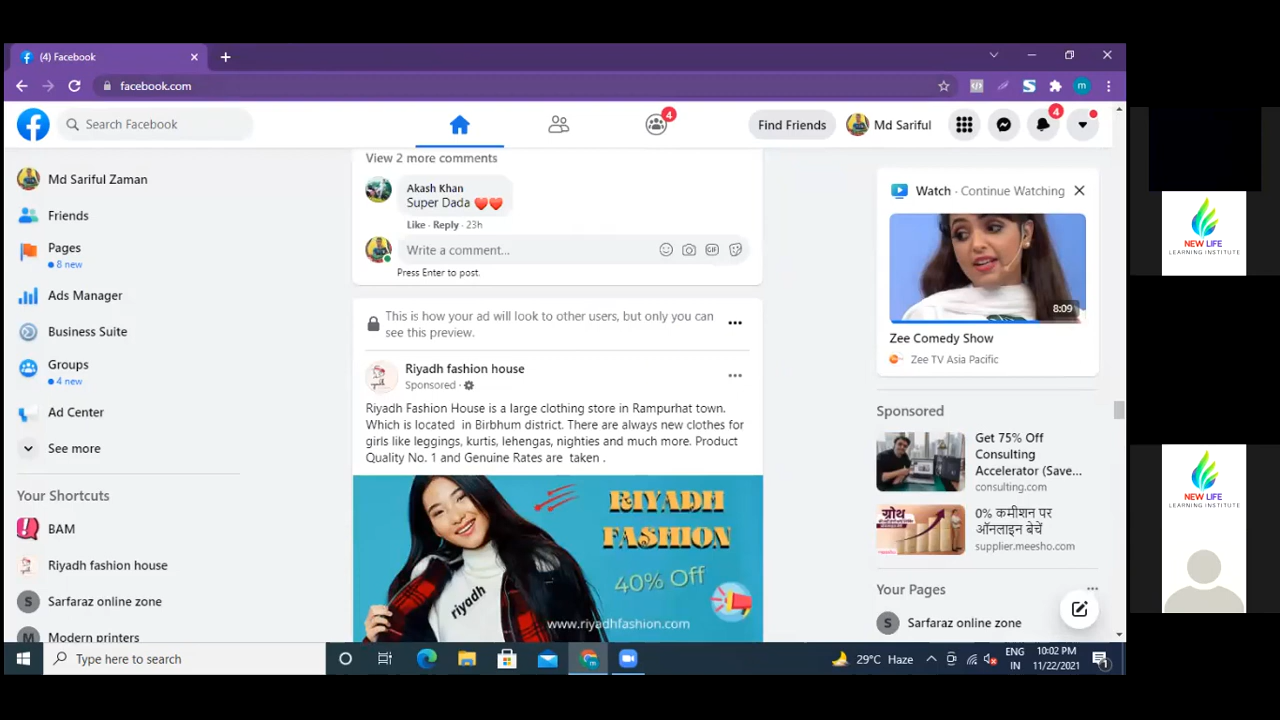 (4) Facebook
facebook.com
m
Search Facebook
4
Find Friends
Md Sariful
4
Md Sariful Zaman
Friends
Pages
8 new
Ads Manager
Business Suite
Groups
4 new
Ad Center
See more
Your Shortcuts
BAM
Riyadh fashion house
S
Sarfaraz online zone
M
Modern printers
View 2 more comments
Akash Khan
Super Dada ❤️❤️
Like · Reply · 23h
Write a comment…
GIF
Press Enter to post.
This is how your ad will look to other users, but only you can
see this preview.
Riyadh fashion house
Sponsored ·
Riyadh Fashion House is a large clothing store in Rampurhat town.
Which is located in Birbhum district. There are always new clothes for
girls like leggings, kurtis, lehengas, nighties and much more. Product
Quality No. 1 and Genuine Rates are taken .
RIYADH
FASHION
40% Off
riyadh
www.riyadhfashion.com
Watch · Continue Watching
8:09
Zee Comedy Show
Zee TV Asia Pacific
Sponsored
Get 75% Off
Consulting
Accelerator (Save...
consulting.com
ग्रोथ
0% कमीशन पर
ऑनलाइन बेचें
supplier.meesho.com
Your Pages
S
Sarfaraz online zone
Type here to search
29°C Haze
ENG
IN
10:02 PM
11/22/2021
1
NEW LIFE
LEARNING INSTITUTE
NEW LIFE
LEARNING INSTITUTE